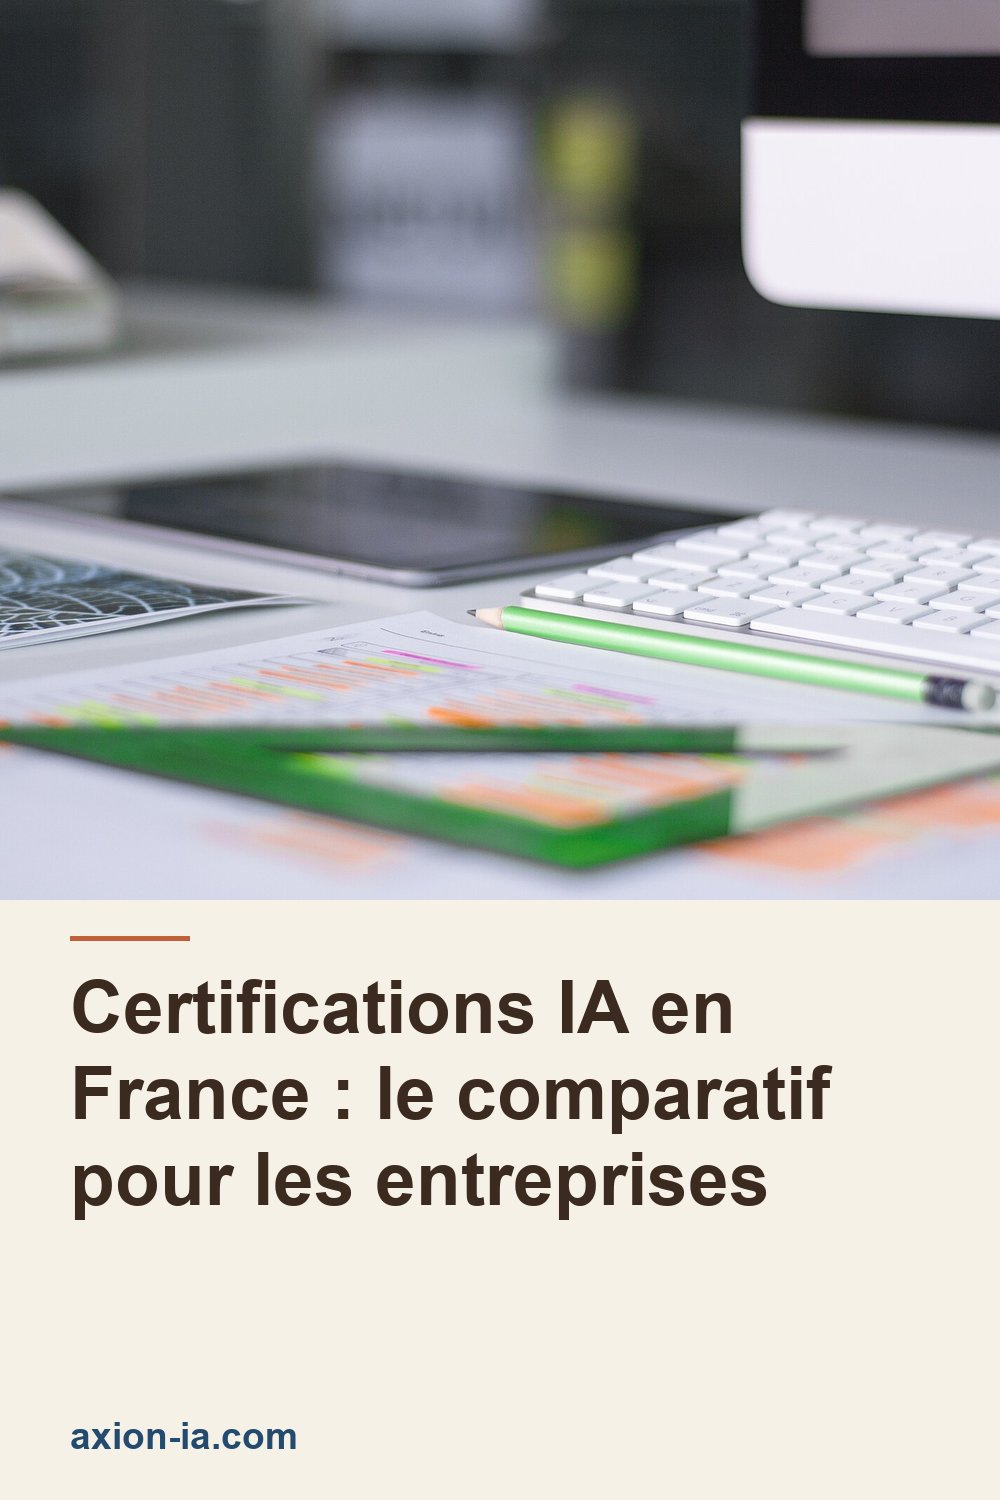 Certifications IA en
France : le comparatif
pour les entreprises
axion-ia.com